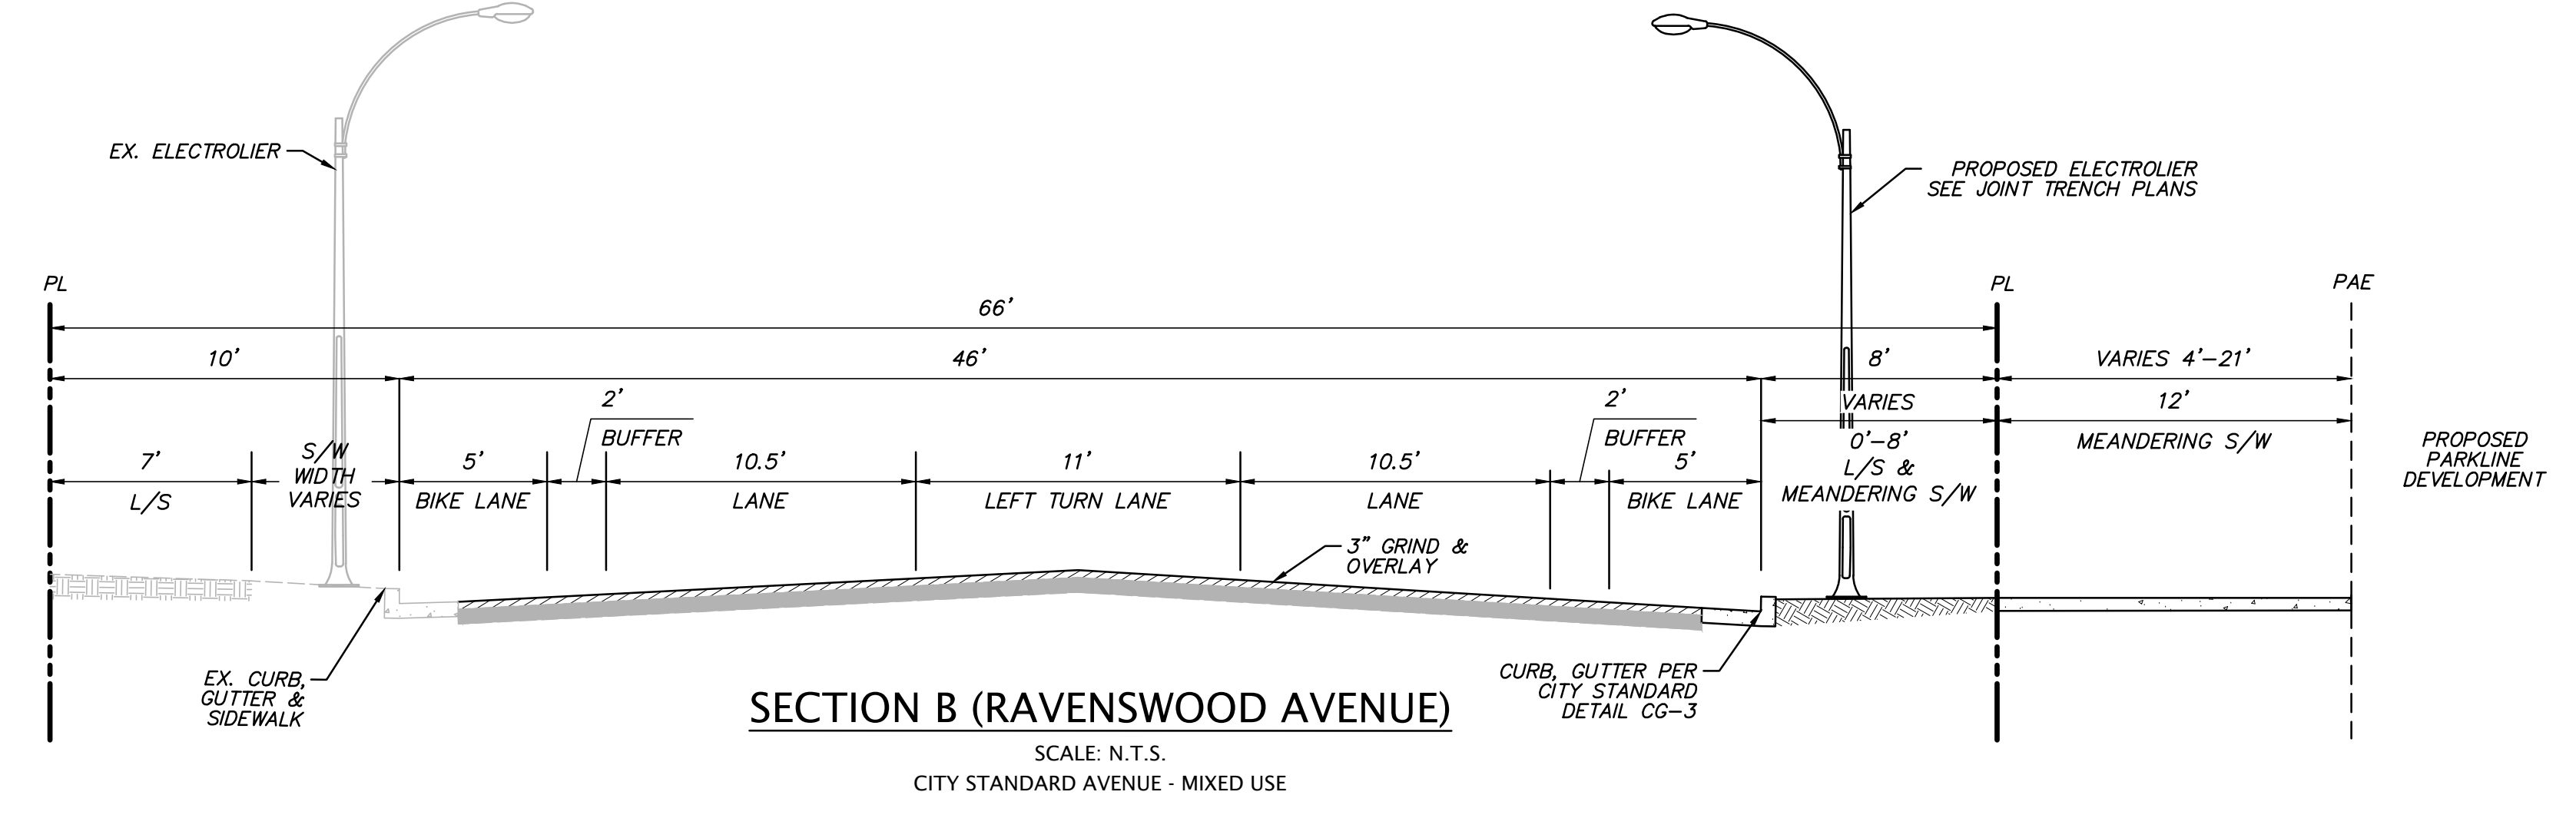 EX. ELECTROLIER
PROPOSED ELECTROLIER
SEE JOINT TRENCH PLANS
PL
PL
PAE
66'
10'
46'
8'
VARIES 4'-21'
2'
BUFFER
2'
BUFFER
VARIES
0'-8'
L/S &
MEANDERING S/W
12'
MEANDERING S/W
PROPOSED
PARKLINE
DEVELOPMENT
7'
L/S
S/W
WIDTH
VARIES
5'
BIKE LANE
10.5'
LANE
11'
LEFT TURN LANE
10.5'
LANE
5'
BIKE LANE
3" GRIND &
OVERLAY
EX. CURB,
GUTTER &
SIDEWALK
CURB, GUTTER PER
CITY STANDARD
DETAIL CG-3
SECTION B (RAVENSWOOD AVENUE)
SCALE: N.T.S.
CITY STANDARD AVENUE - MIXED USE